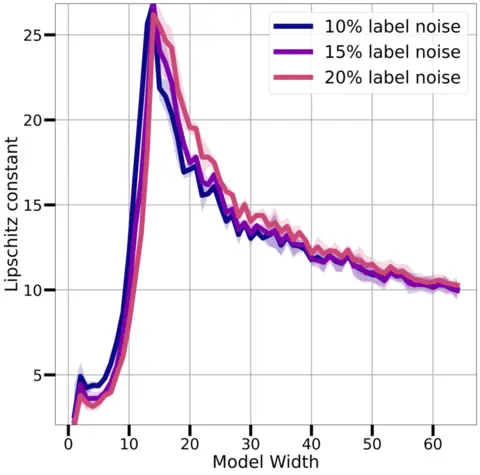 25
20
15
10
5
Lipschitz constant
10% label noise
15% label noise
20% label noise
0 10 20 30 40 50 60
Model Width